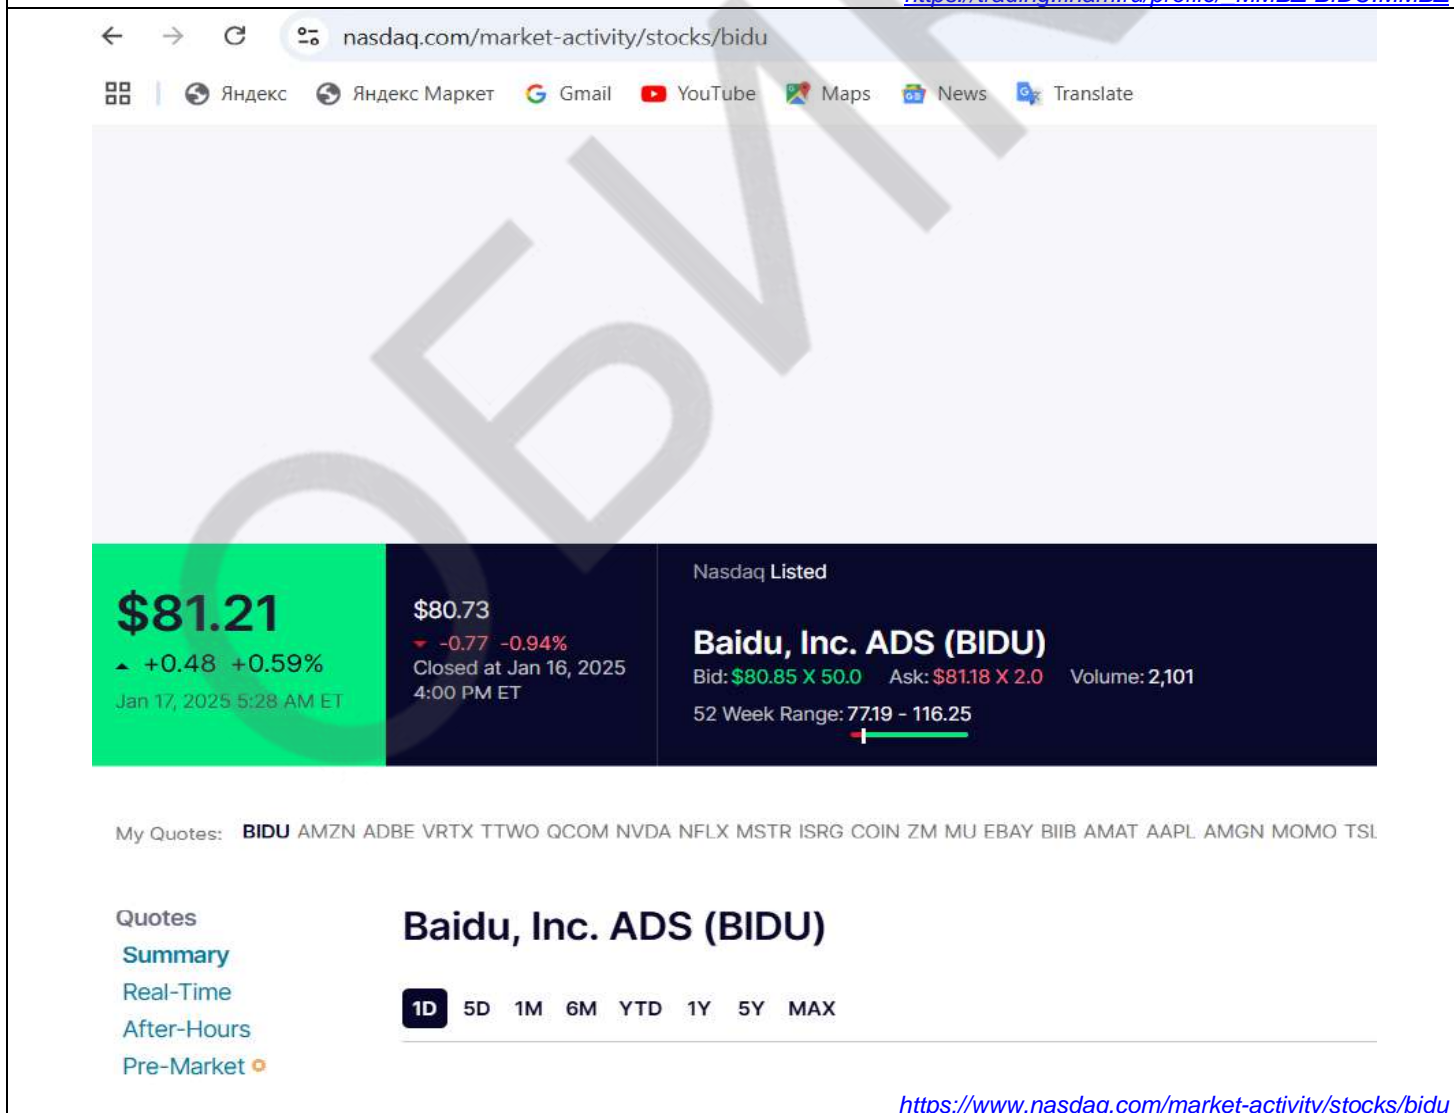 nasdaq.com/market-activity/stocks/bidu
Яндекс Яндекс Маркет Gmail YouTube Maps News Translate
ОБИ
$81.21
+0.48 +0.59%
Jan 17, 2025 5:28 AM ET
$80.73
-0.77 -0.94%
Closed at Jan 16, 2025
4:00 PM ET
Nasdaq Listed
Baidu, Inc. ADS (BIDU)
Bid: $80.85 X 50.0 Ask: $81.18 X 2.0 Volume: 2,101
52 Week Range: 77.19 - 116.25
My Quotes: BIDU AMZN ADBE VRTX TTWO QCOM NVDA NFLX MSTR ISRG COIN ZM MU EBAY BIIB AMAT AAPL AMGN MOMO TSL
Quotes
Summary
Real-Time
After-Hours
Pre-Market
Baidu, Inc. ADS (BIDU)
1D 5D 1M 6M YTD 1Y 5Y MAX
https://www.nasdaq.com/market-activity/stocks/bidu